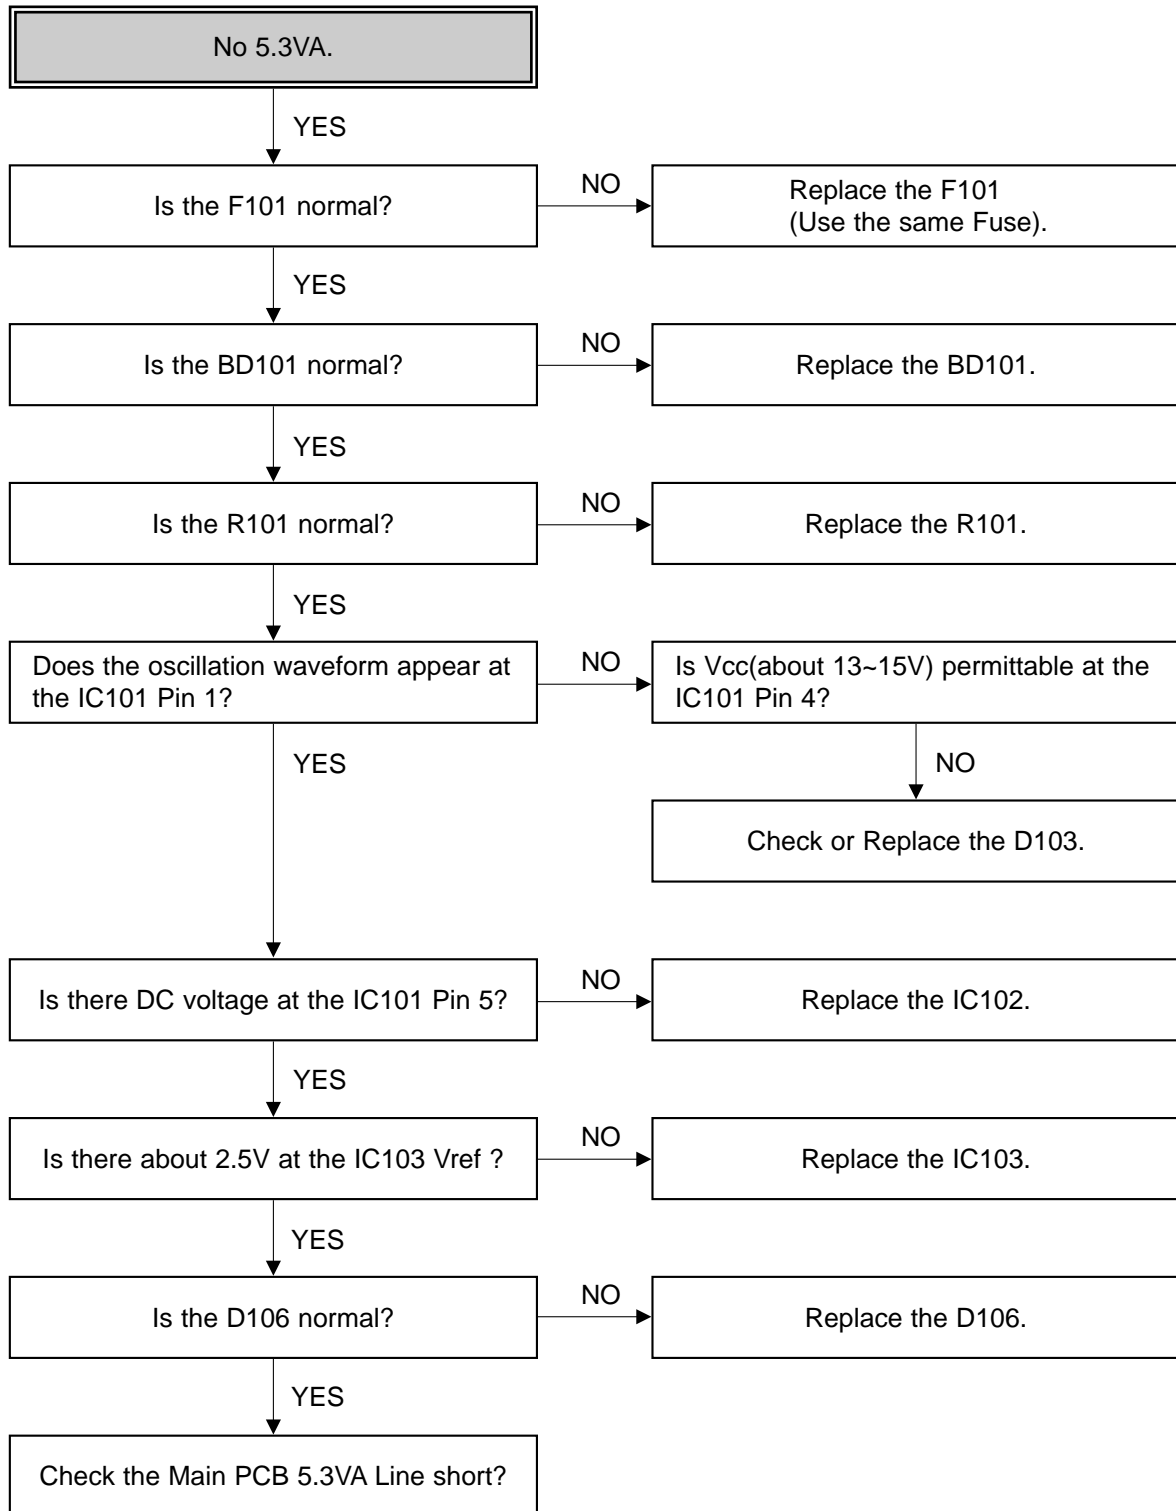 No 5.3VA.
YES
Is the F101 normal?
NO
Replace the F101
(Use the same Fuse).
YES
Is the BD101 normal?
NO
Replace the BD101.
YES
Is the R101 normal?
NO
Replace the R101.
YES
Does the oscillation waveform appear at
the IC101 Pin 1?
NO
Is Vcc(about 13~15V) permittable at the
IC101 Pin 4?
YES
NO
Check or Replace the D103.
Is there DC voltage at the IC101 Pin 5?
NO
Replace the IC102.
YES
Is there about 2.5V at the IC103 Vref ?
NO
Replace the IC103.
YES
Is the D106 normal?
NO
Replace the D106.
YES
Check the Main PCB 5.3VA Line short?